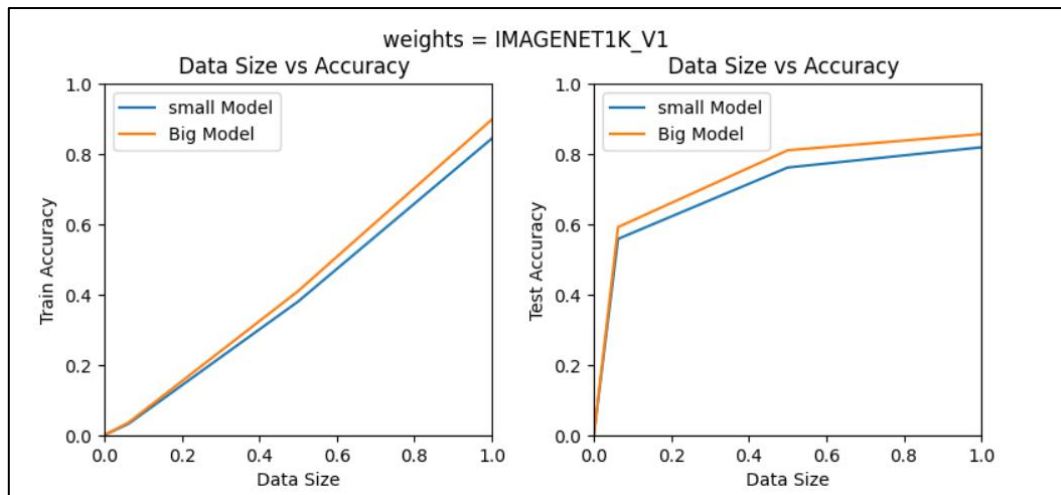 weights = IMAGENET1K_V1
Data Size vs Accuracy
small Model
Big Model
Train Accuracy
1.0
0.8
0.6
0.4
0.2
0.0
0.0 0.2 0.4 0.6 0.8 1.0
Data Size
Data Size vs Accuracy
small Model
Big Model
Test Accuracy
1.0
0.8
0.6
0.4
0.2
0.0
0.0 0.2 0.4 0.6 0.8 1.0
Data Size